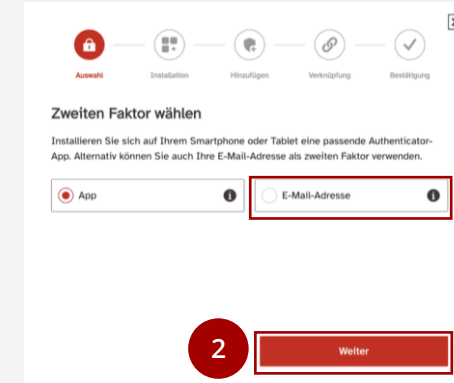 Auswahl Installation Hinzufügen Verknüpfung Bestätigung
Zweiten Faktor wählen
Installieren Sie sich auf Ihrem Smartphone oder Tablet eine passende Authenticator-
App. Alternativ können Sie auch Ihre E-Mail-Adresse als zweiten Faktor verwenden.
App E-Mail-Adresse
2 Weiter